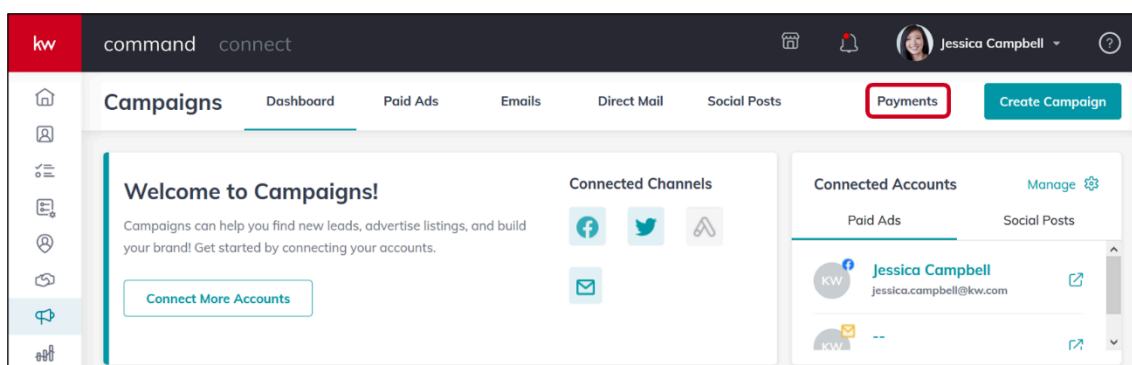 kw command connect Jessica Campbell ?
Campaigns Dashboard Paid Ads Emails Direct Mail Social Posts Payments Create Campaign
Welcome to Campaigns!
Campaigns can help you find new leads, advertise listings, and build
your brand! Get started by connecting your accounts.
Connect More Accounts
Connected Channels
Connected Accounts Manage
Paid Ads Social Posts
KW Jessica Campbell
jessica.campbell@kw.com
KW --